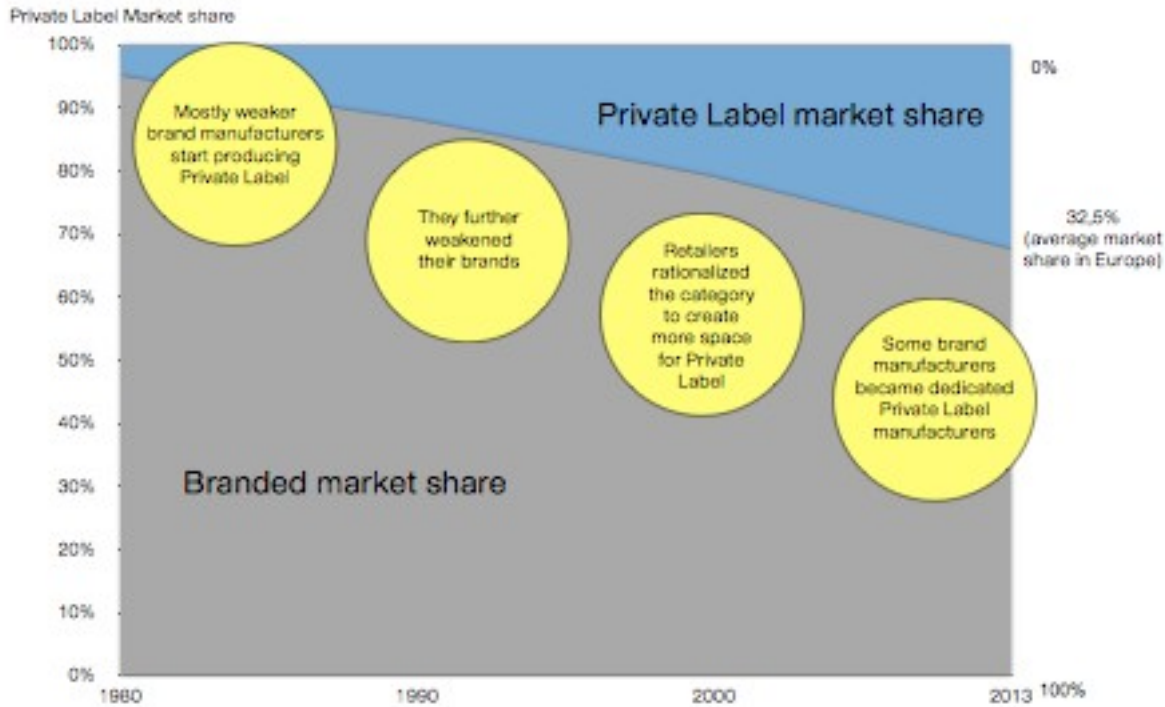 Private Label Market share
100%
90%
80%
70%
60%
50%
40%
30%
20%
10%
0%
1980
1990
2000
2013
0%
32,5%
(average market
share in Europe)
100%
Private Label market share
Branded market share
Mostly weaker
brand manufacturers
start producing
Private Label
They further
weakened
their brands
Retailers
rationalized
the category
to create
more space
for Private
Label
Some brand
manufacturers
became dedicated
Private Label
manufacturers